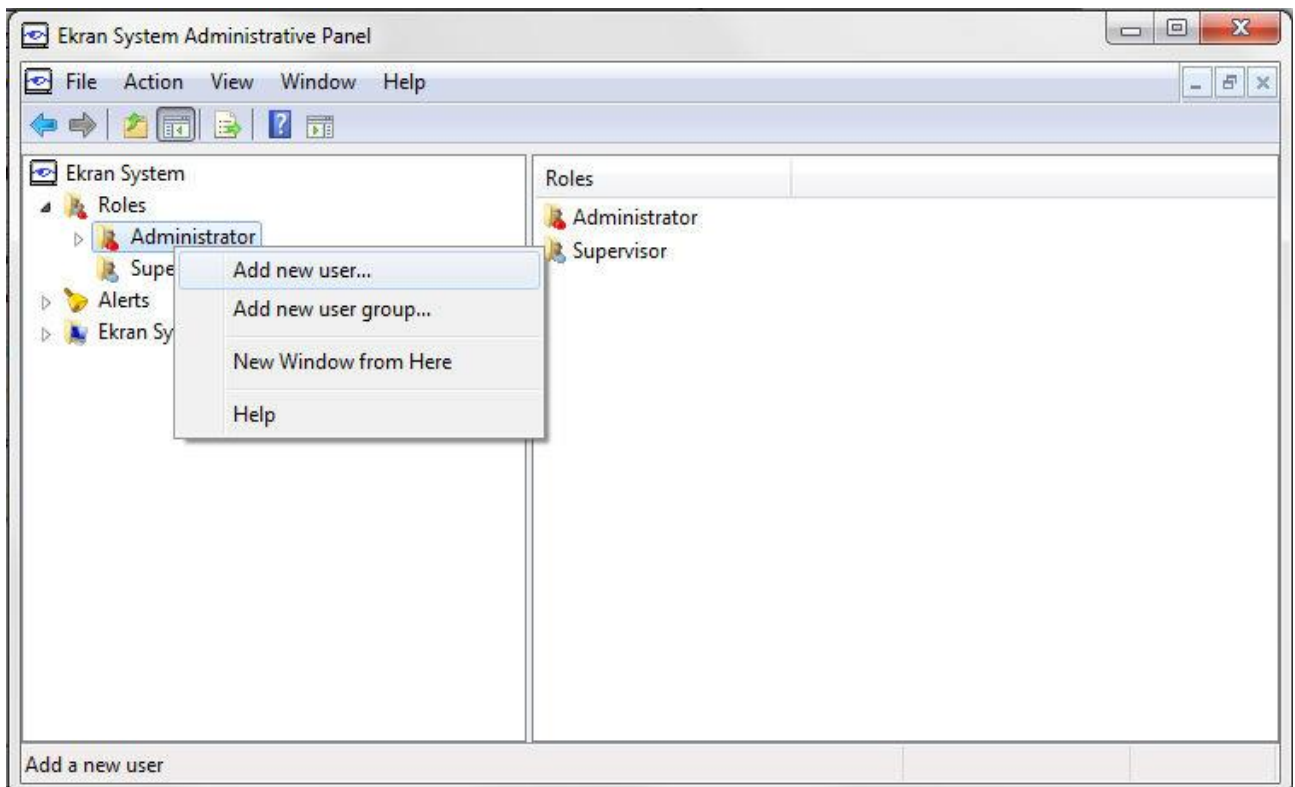 Ekran System Administrative Panel
File Action View Window Help
Ekran System
Roles
Administrator
Supe
Alerts
Ekran Sy
Add new user...
Add new user group...
New Window from Here
Help
Roles
Administrator
Supervisor
Add a new user